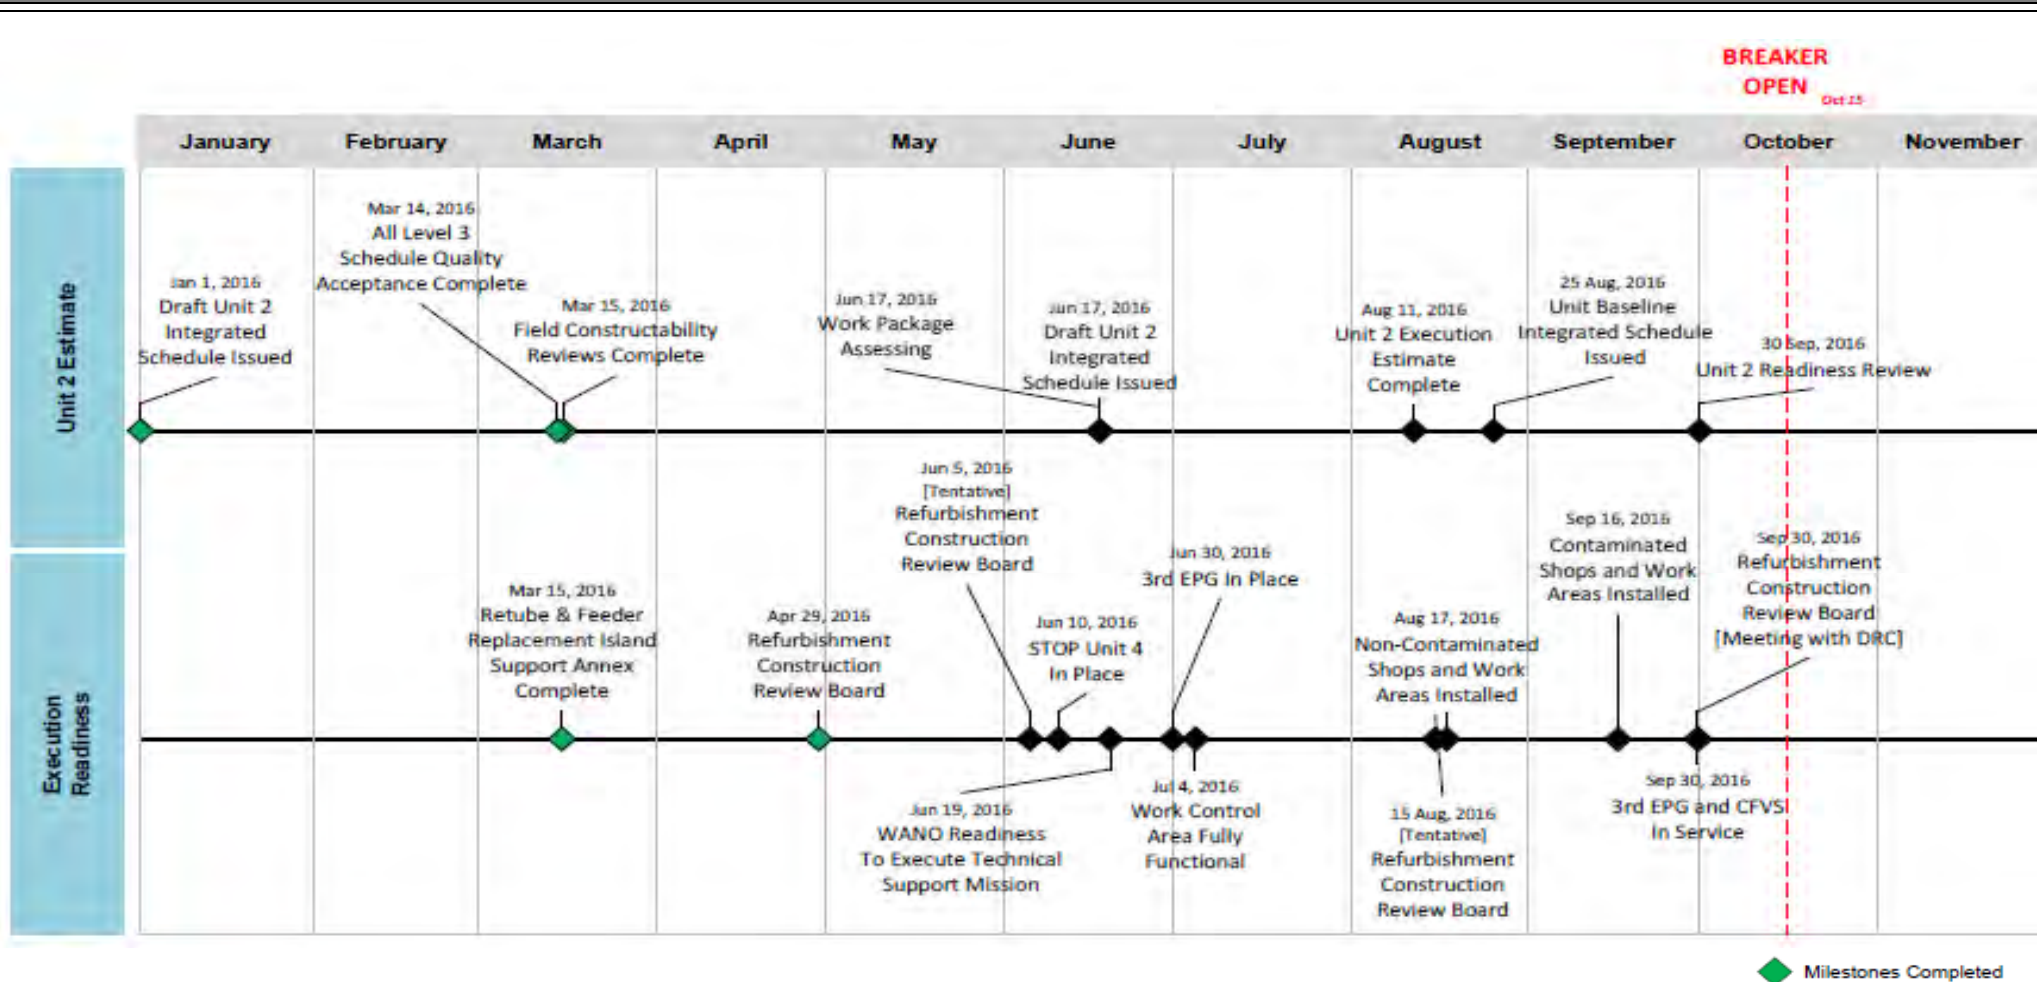 BREAKER
OPEN
Oct 15
January February March April May June July August September October November
Unit 2 Estimate
Jan 1, 2016
Draft Unit 2
Integrated
Schedule Issued
Mar 14, 2016
All Level 3
Schedule Quality
Acceptance Complete
Mar 15, 2016
Field Constructability
Reviews Complete
Jun 17, 2016
Work Package
Assessing
Jun 17, 2016
Draft Unit 2
Integrated
Schedule Issued
Aug 11, 2016
Unit 2 Execution
Estimate
Complete
25 Aug, 2016
Unit Baseline
Integrated Schedule
Issued
30 Sep, 2016
Unit 2 Readiness Review
Execution
Readiness
Mar 15, 2016
Retube & Feeder
Replacement Island
Support Annex
Complete
Apr 29, 2016
Refurbishment
Construction
Review Board
Jun 5, 2016
[Tentative]
Refurbishment
Construction
Review Board
Jun 10, 2016
STOP Unit 4
In Place
Jun 19, 2016
WANO Readiness
To Execute Technical
Support Mission
Jun 30, 2016
3rd EPG In Place
Jul 4, 2016
Work Control
Area Fully
Functional
Aug 17, 2016
Non-Contaminated
Shops and Work
Areas Installed
15 Aug, 2016
[Tentative]
Refurbishment
Construction
Review Board
Sep 16, 2016
Contaminated
Shops and Work
Areas Installed
Sep 30, 2016
Refurbishment
Construction
Review Board
[Meeting with DRC]
Sep 30, 2016
3rd EPG and CFVS
In Service
Milestones Completed